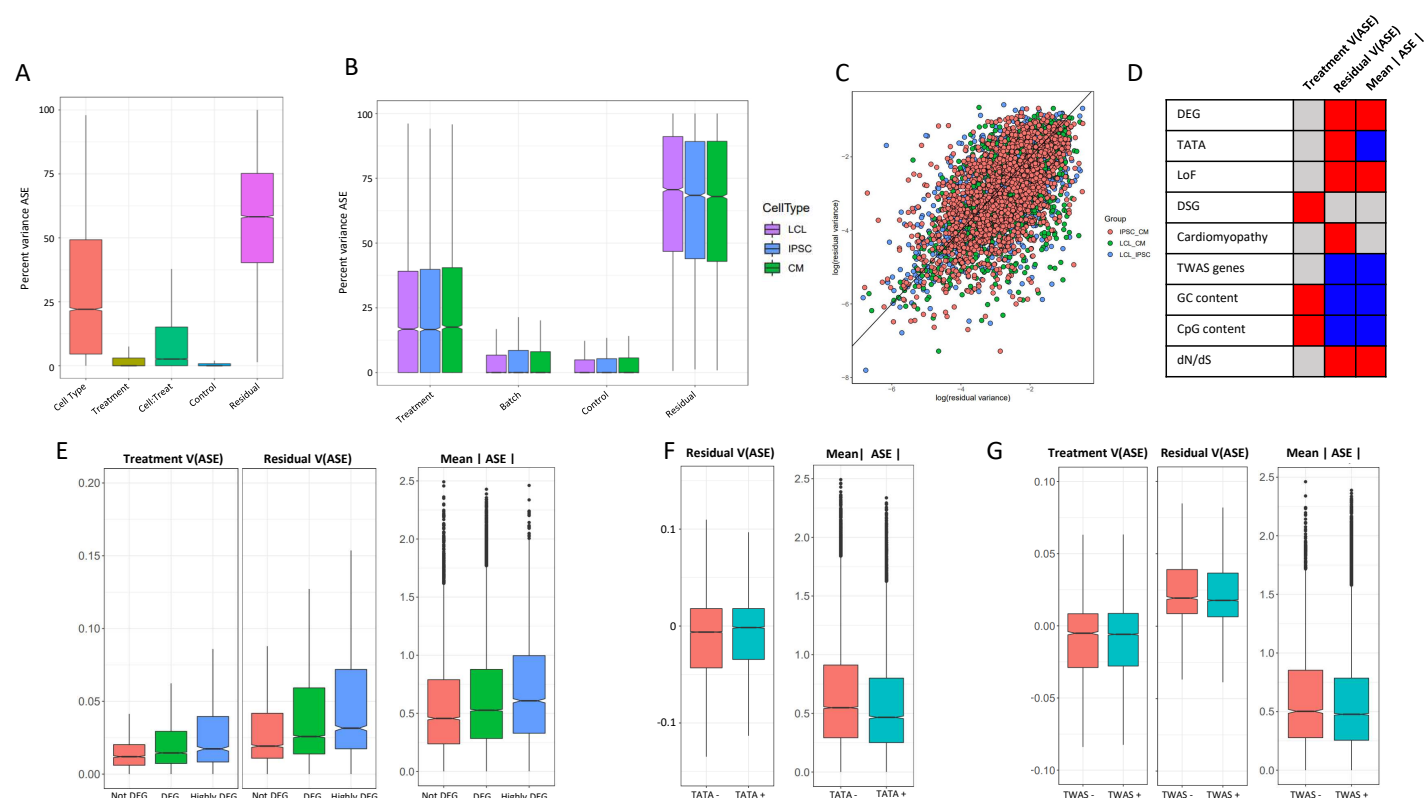 A
Percent variance ASE
100
75
50
25
0
Cell Type
Treatment
Cell:Treat
Control
Residual
B
Percent variance ASE
100
75
50
25
0
Treatment
Batch
Control
Residual
CellType
LCL
IPSC
CM
C
log(residual variance)
−2
−4
−6
−8
−6
−4
−2
log(residual variance)
Group
IPSC_CM
LCL_CM
LCL_IPSC
D
Treatment V(ASE)
Residual V(ASE)
Mean | ASE |
DEG
TATA
LoF
DSG
Cardiomyopathy
TWAS genes
GC content
CpG content
dN/dS
E
Treatment V(ASE)
Residual V(ASE)
Mean | ASE |
0.20
0.15
0.10
0.05
0.00
Not DEG
DEG
Highly DEG
Not DEG
DEG
Highly DEG
2.5
2.0
1.5
1.0
0.5
0.0
Not DEG
DEG
Highly DEG
F
Residual V(ASE)
Mean| ASE |
0.1
0
-0.1
TATA -
TATA +
2.5
2.0
1.5
1.0
0.5
0.0
TATA -
TATA +
G
Treatment V(ASE)
Residual V(ASE)
Mean | ASE |
0.10
0.05
0.00
-0.05
-0.10
TWAS -
TWAS +
TWAS -
TWAS +
2.5
2.0
1.5
1.0
0.5
0.0
TWAS -
TWAS +